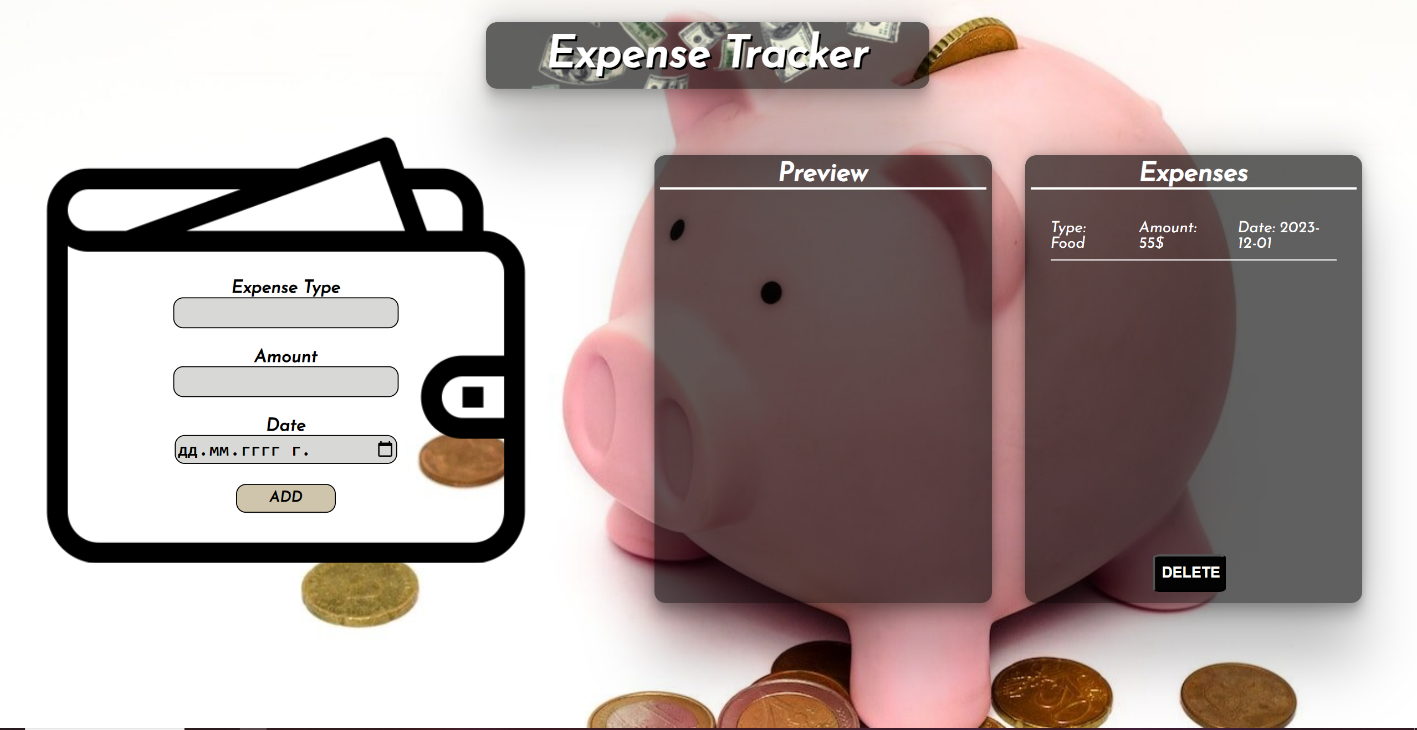 Expense Tracker
Expense Type
Amount
Date
дд.мм.гггг г.
ADD
Preview
Expenses
Type: Food
Amount: 55$
Date: 2023-12-01
DELETE